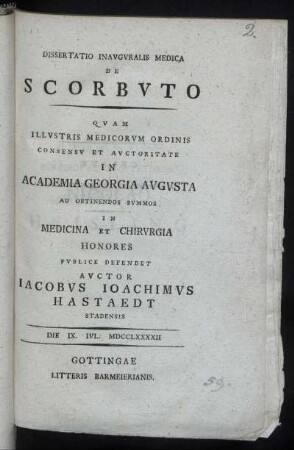 2.
DISSERTATIO INAVGVRALIS MEDICA
DE
SCORBVTO
QVAM
ILLVSTRIS MEDICORVM ORDINIS
CONSENSV ET AVCTORITATE
IN
ACADEMIA GEORGIA AVGVSTA
AD OBTINENDOS SVMMOS
IN
MEDICINA ET CHIRVRGIA
HONORES
PVBLICE DEFENDET
AVCTOR
IACOBVS IOACHIMVS
HASTAEDT
STADENSIS
DIE IX. IVL. MDCCLXXXXII
GOTTINGAE
LITTERIS BARMEIERIANIS.
59.